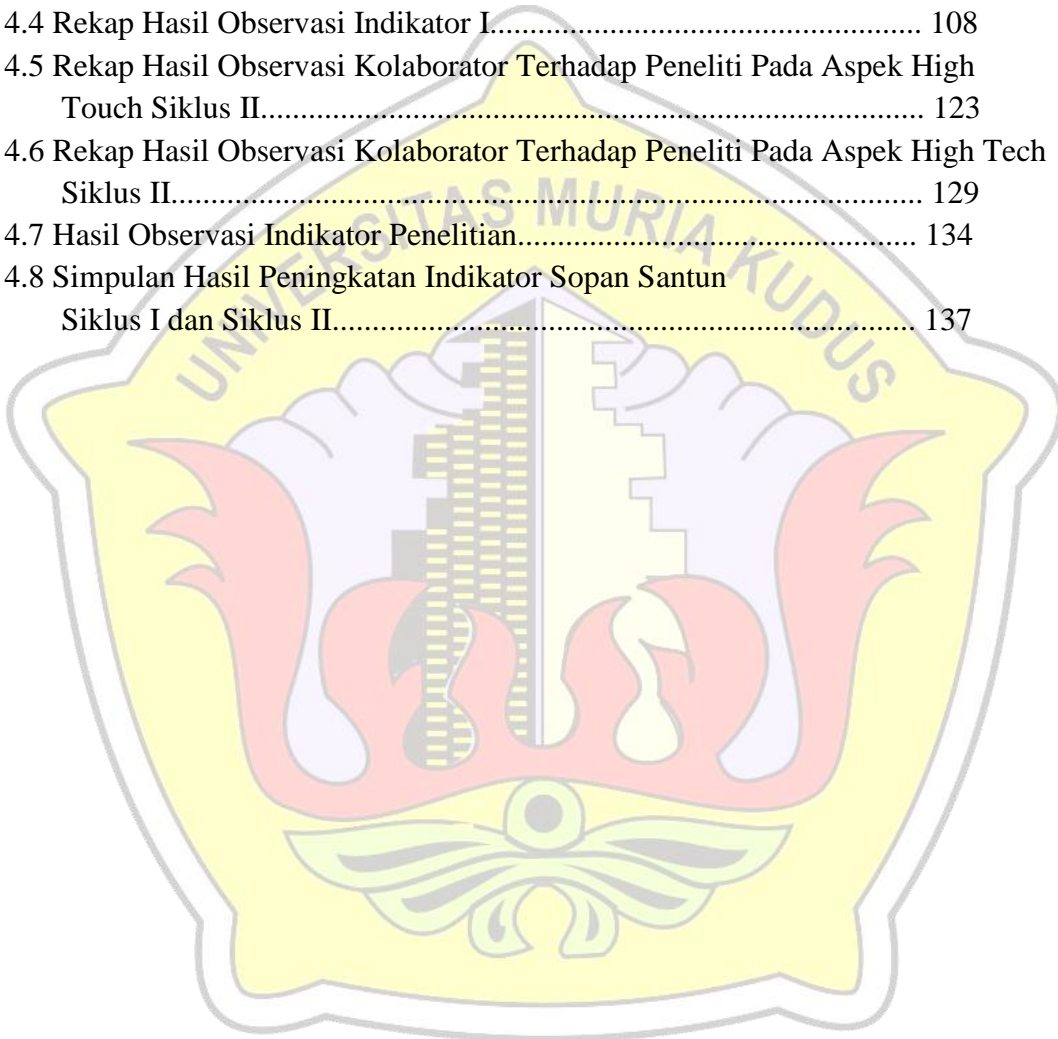 4.4 Rekap Hasil Observasi Indikator I.................................................................................... 108
4.5 Rekap Hasil Observasi Kolaborator Terhadap Peneliti Pada Aspek High
Touch Siklus II................................................................................. 123
4.6 Rekap Hasil Observasi Kolaborator Terhadap Peneliti Pada Aspek High Tech
Siklus II........................................................................................... 129
4.7 Hasil Observasi Indikator Penelitian................................................ 134
4.8 Simpulan Hasil Peningkatan Indikator Sopan Santun
Siklus I dan Siklus II....................................................................... 137
UNIVERSITAS MURIA KUDUS